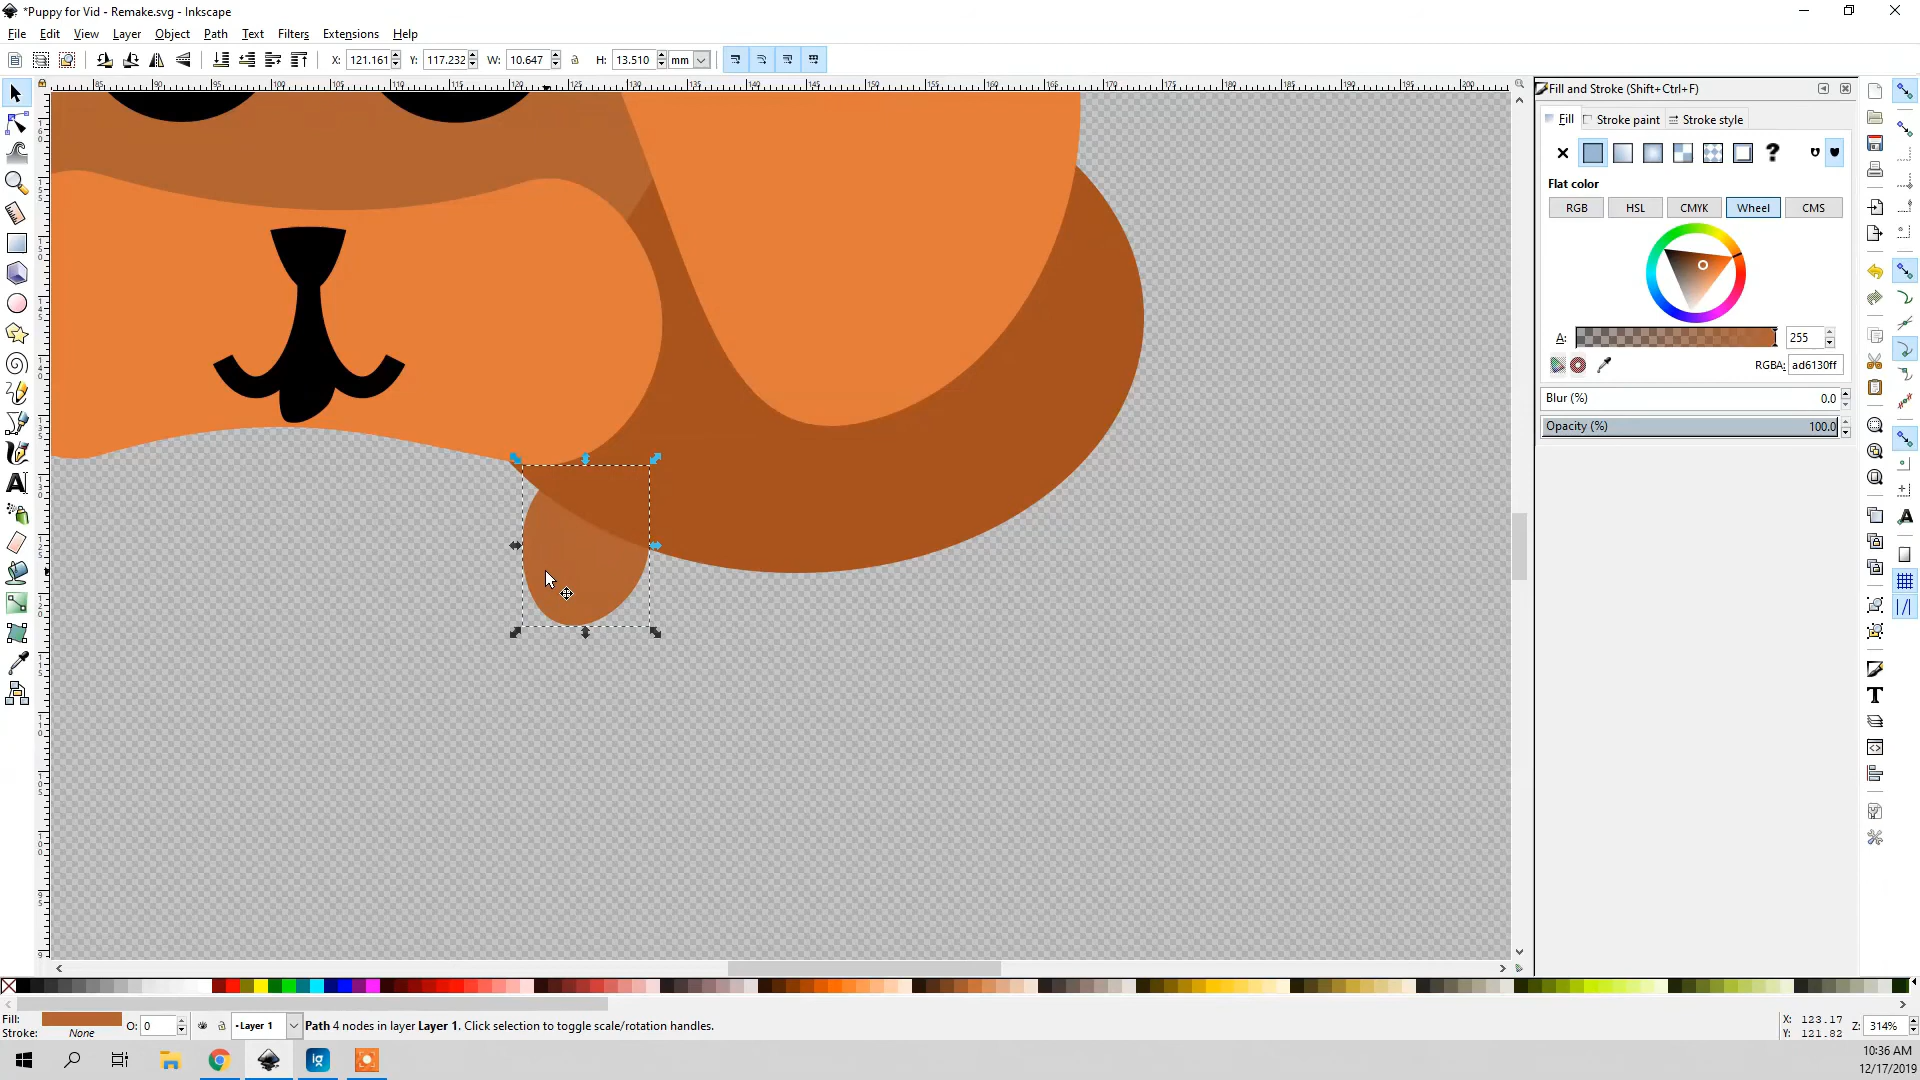 *Puppy for Vid - Remake.svg - Inkscape
File Edit View Layer Object Path Filters Text Extensions Help
X: 121.161 Y: 117.232 W: 10.647 H: 13.510 mm
Fill and Stroke (Shift+Ctrl+F)
Fill Stroke paint Stroke style
Flat color
RGB HSL CMYK Wheel CMS
A: 255
RGBA: ad6130ff
Blur (%) 0.0
Opacity (%) 100.0
Fill:
Stroke: None
O: 0
•Layer 1
Path 4 nodes in layer Layer 1. Click selection to toggle scale/rotation handles.
X: 123.17
Y: 121.82
Z: 314%
10:36 AM
12/17/2019